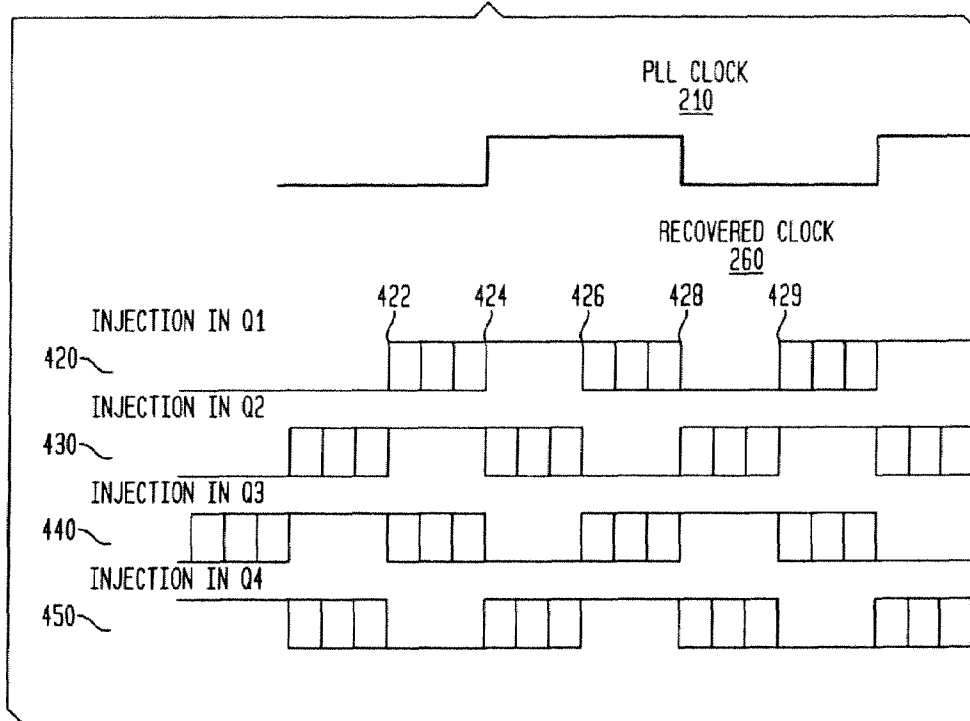 PLL CLOCK
210
RECOVERED CLOCK
260
422 424 426 428 429
INJECTION IN Q1
420
INJECTION IN Q2
430
INJECTION IN Q3
440
INJECTION IN Q4
450